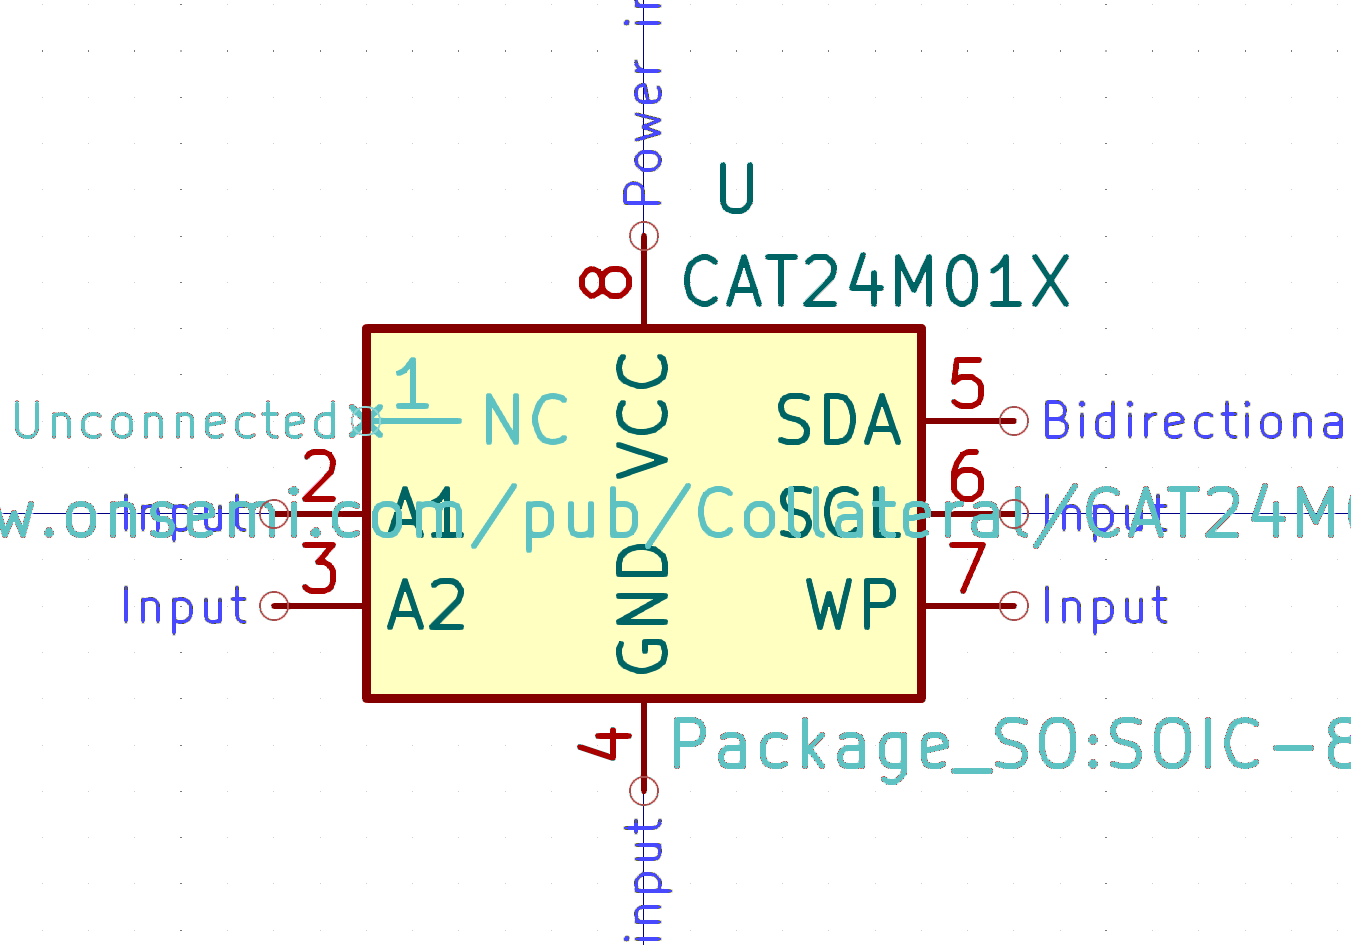 Power in
U
8
CAT24M01X
1
5
Unconnected
NC
VCC
SDA
Bidirectiona
2
6
Input
A1
SCL
Input
w.onsemi.com/pub/Collateral/CAT24M0
3
7
Input
A2
GND
WP
Input
4
Package_SO:SOIC-8
input